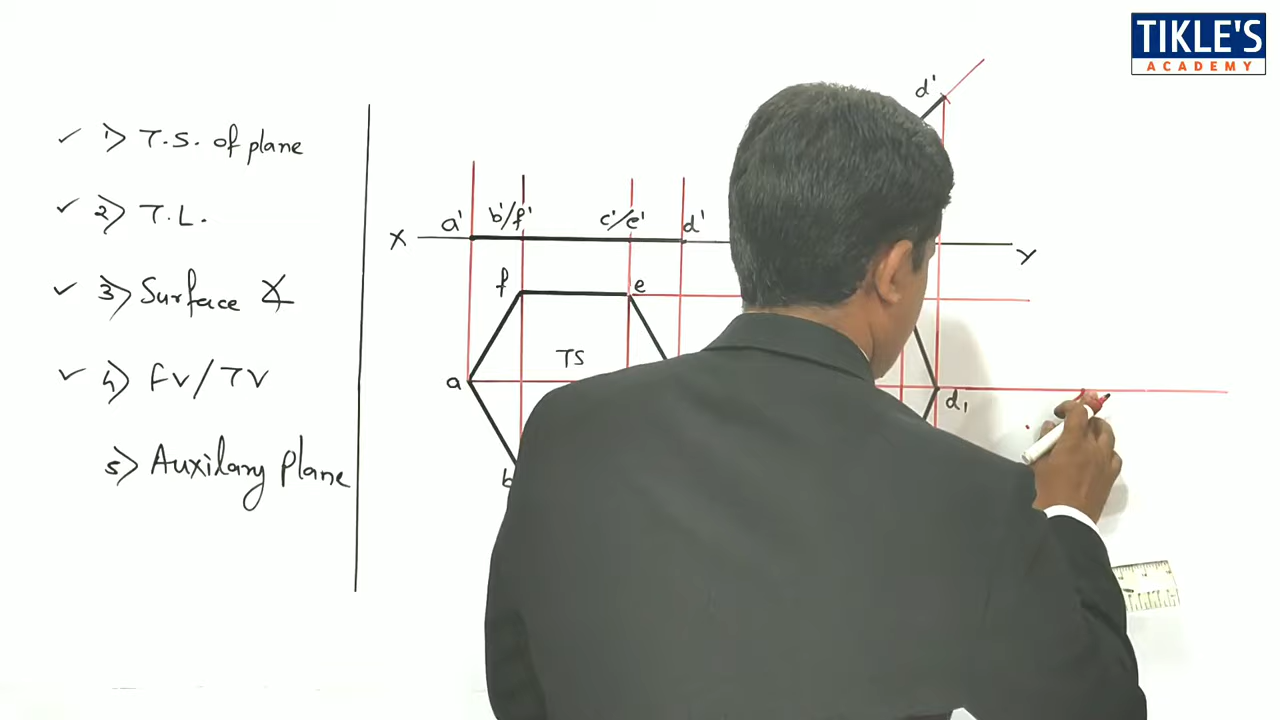 TIKLE'S
ACADEMY
1) T.S. of plane
2) T.L.
3) Surface ∡
4) FV/TV
5) Auxilary Plane
d'
a' b'/f' c'/e' d'
X Y
f e
TS
a d₁
b